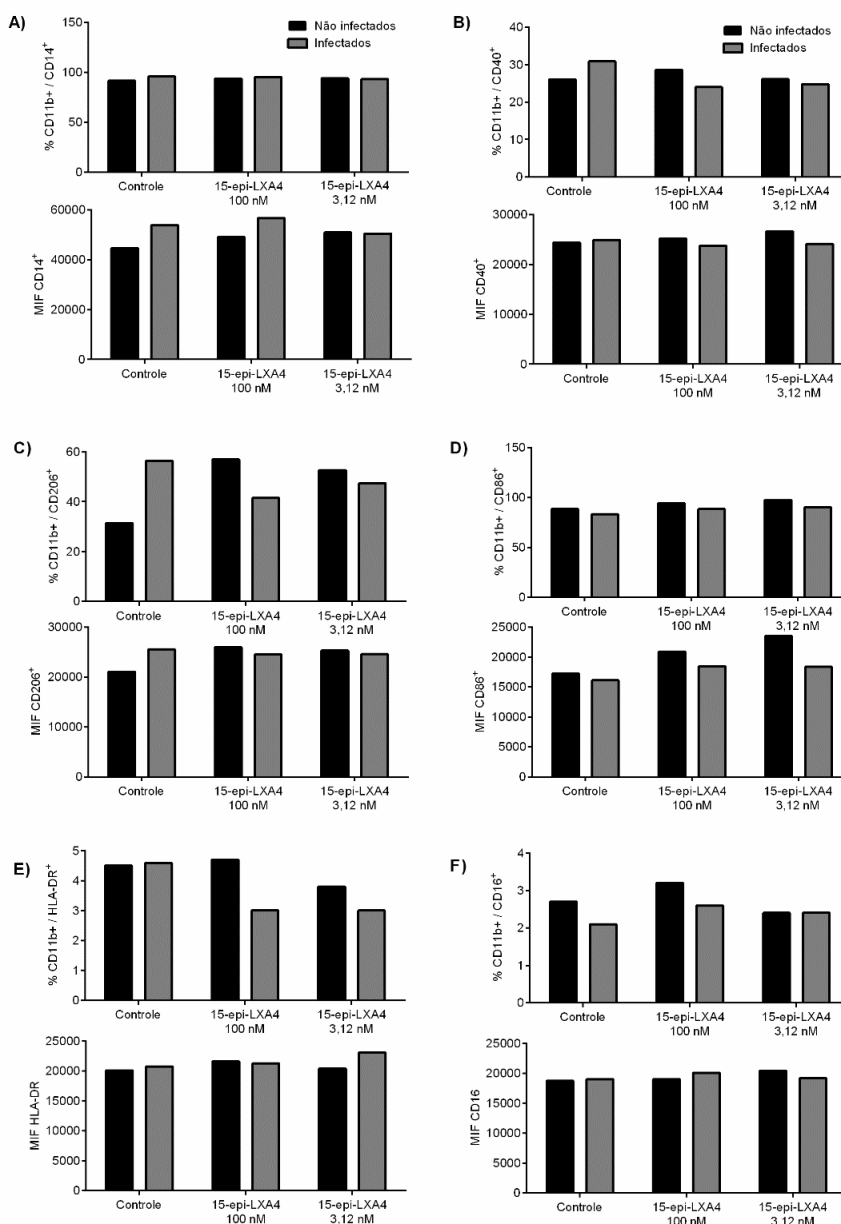 A)
Não infectados
Infectados
% CD11b+ / CD14⁺
150
100
50
0
Controle
15-epi-LXA4
100 nM
15-epi-LXA4
3,12 nM
MIF CD14⁺
60000
40000
20000
0
Controle
15-epi-LXA4
100 nM
15-epi-LXA4
3,12 nM
B)
Não infectados
Infectados
% CD11b+ / CD40⁺
40
30
20
10
0
Controle
15-epi-LXA4
100 nM
15-epi-LXA4
3,12 nM
MIF CD40⁺
30000
20000
10000
0
Controle
15-epi-LXA4
100 nM
15-epi-LXA4
3,12 nM
C)
% CD11b+ / CD206⁺
60
40
20
0
Controle
15-epi-LXA4
100 nM
15-epi-LXA4
3,12 nM
MIF CD206⁺
30000
20000
10000
0
Controle
15-epi-LXA4
100 nM
15-epi-LXA4
3,12 nM
D)
% CD11b+ / CD86⁺
150
100
50
0
Controle
15-epi-LXA4
100 nM
15-epi-LXA4
3,12 nM
MIF CD86⁺
25000
20000
15000
10000
5000
0
Controle
15-epi-LXA4
100 nM
15-epi-LXA4
3,12 nM
E)
% CD11b+ / HLA-DR⁺
5
4
3
2
1
0
Controle
15-epi-LXA4
100 nM
15-epi-LXA4
3,12 nM
MIF HLA-DR
25000
20000
15000
10000
5000
0
Controle
15-epi-LXA4
100 nM
15-epi-LXA4
3,12 nM
F)
% CD11b+ / CD16⁺
4
3
2
1
0
Controle
15-epi-LXA4
100 nM
15-epi-LXA4
3,12 nM
MIF CD16
25000
20000
15000
10000
5000
0
Controle
15-epi-LXA4
100 nM
15-epi-LXA4
3,12 nM